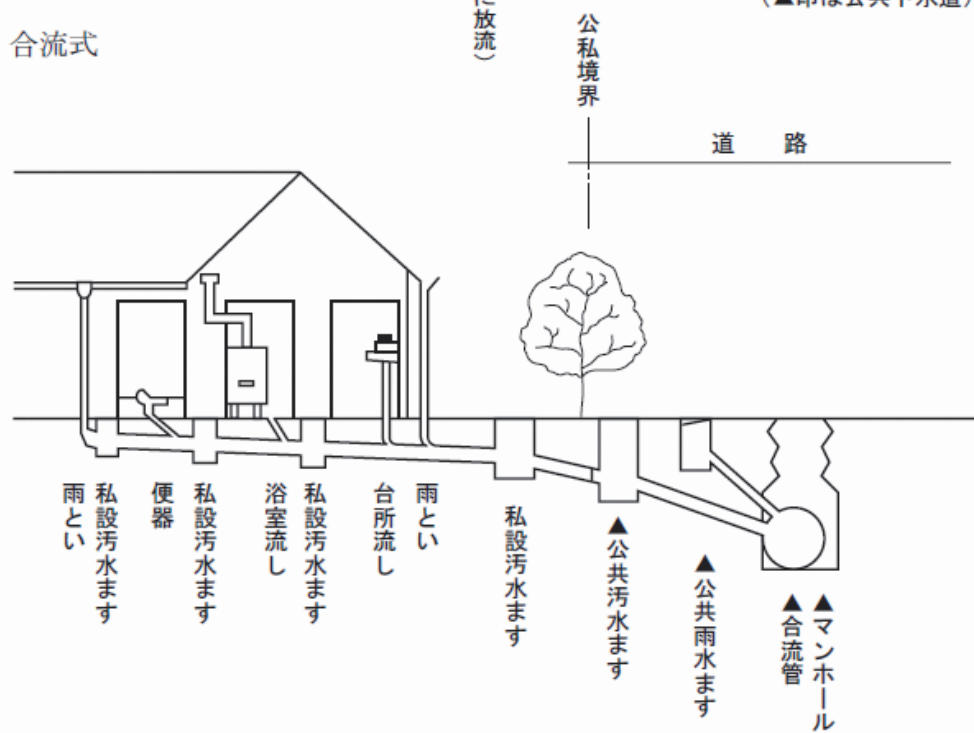 に放流）
（▲印は公共下水道）
合流式
公私境界
道　路
雨とい
私設汚水ます
便器
私設汚水ます
浴室流し
私設汚水ます
台所流し
雨とい
私設汚水ます
▲公共汚水ます
▲公共雨水ます
▲合流管
▲マンホール